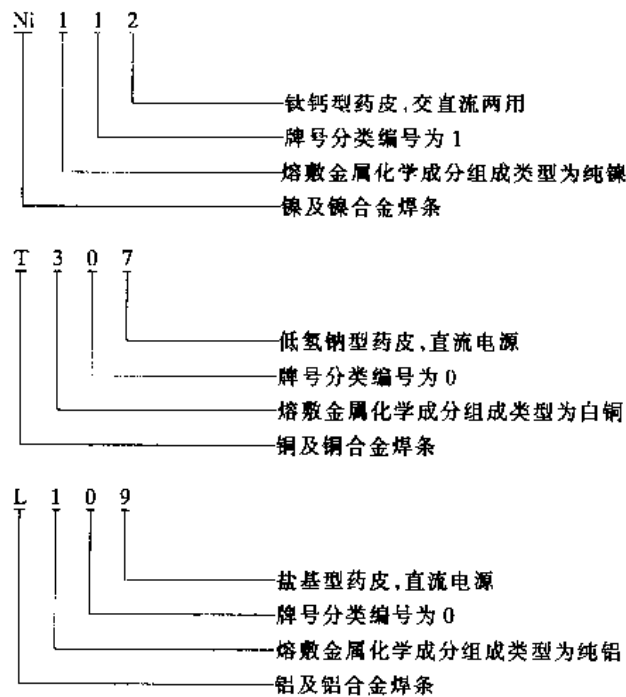 Ni 1 1 2
钛钙型药皮,交直流两用
牌号分类编号为 1
熔敷金属化学成分组成类型为纯镍
镍及镍合金焊条
T 3 0 7
低氢钠型药皮,直流电源
牌号分类编号为 0
熔敷金属化学成分组成类型为白铜
铜及铜合金焊条
L 1 0 9
盐基型药皮,直流电源
牌号分类编号为 0
熔敷金属化学成分组成类型为纯铝
铝及铝合金焊条